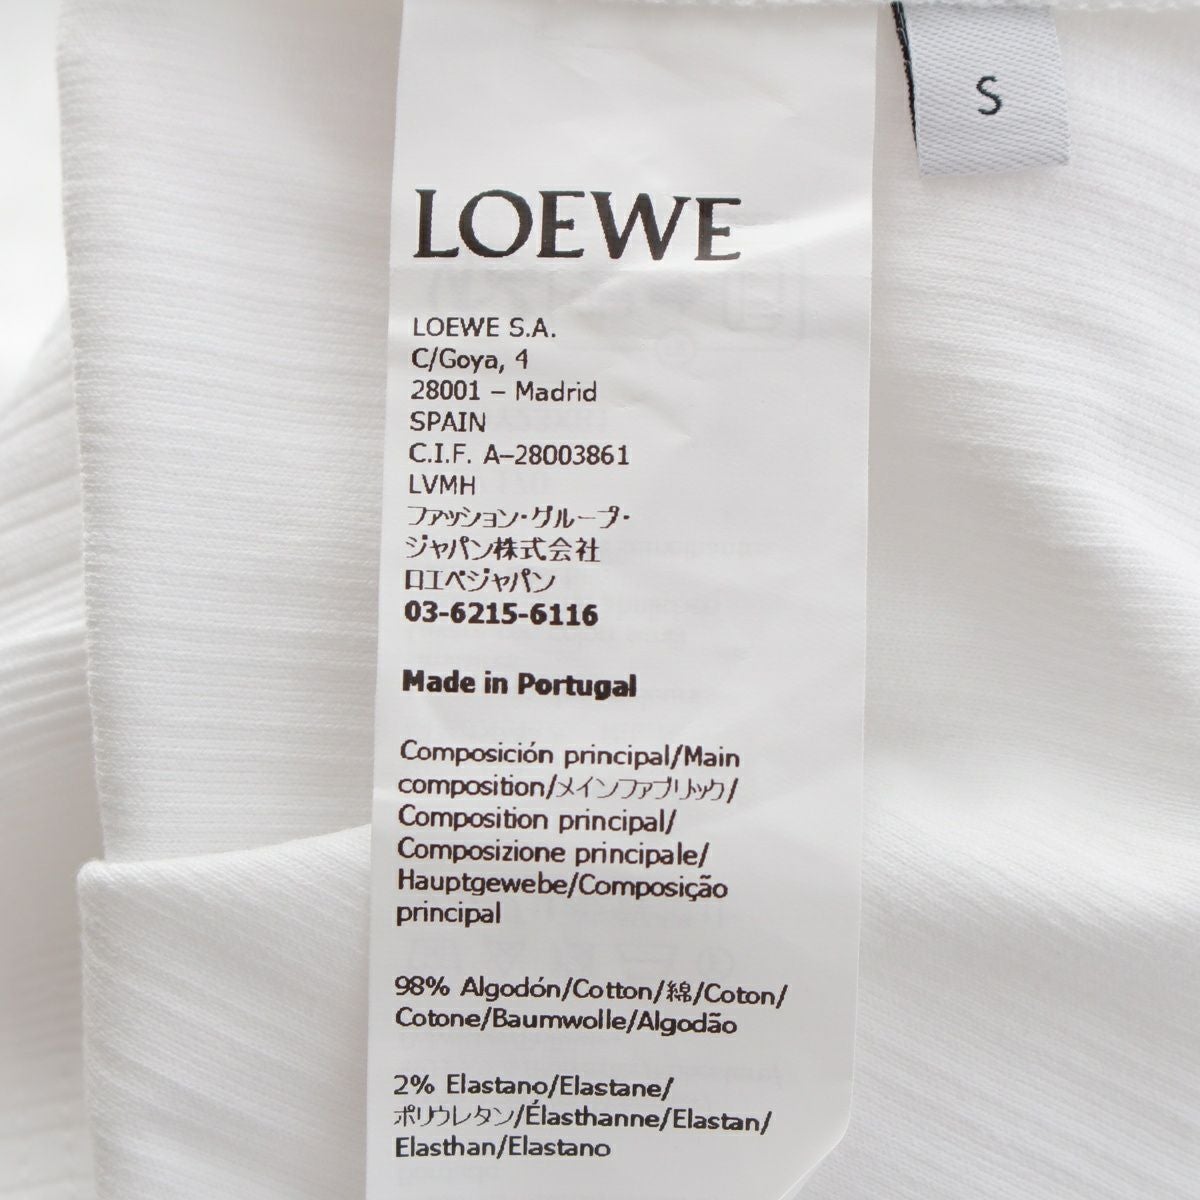 S
LOEWE
LOEWE S.A.
C/Goya, 4
28001 – Madrid
SPAIN
C.I.F. A–28003861
LVMH
ファッション・グループ・
ジャパン株式会社
ロエベジャパン
03-6215-6116
Made in Portugal
Composición principal/Main
composition/メインファブリック/
Composition principal/
Composizione principale/
Hauptgewebe/Composição
principal
98% Algodón/Cotton/綿/Coton/
Cotone/Baumwolle/Algodão
2% Elastano/Elastane/
ポリウレタン/Élasthanne/Elastan/
Elasthan/Elastano